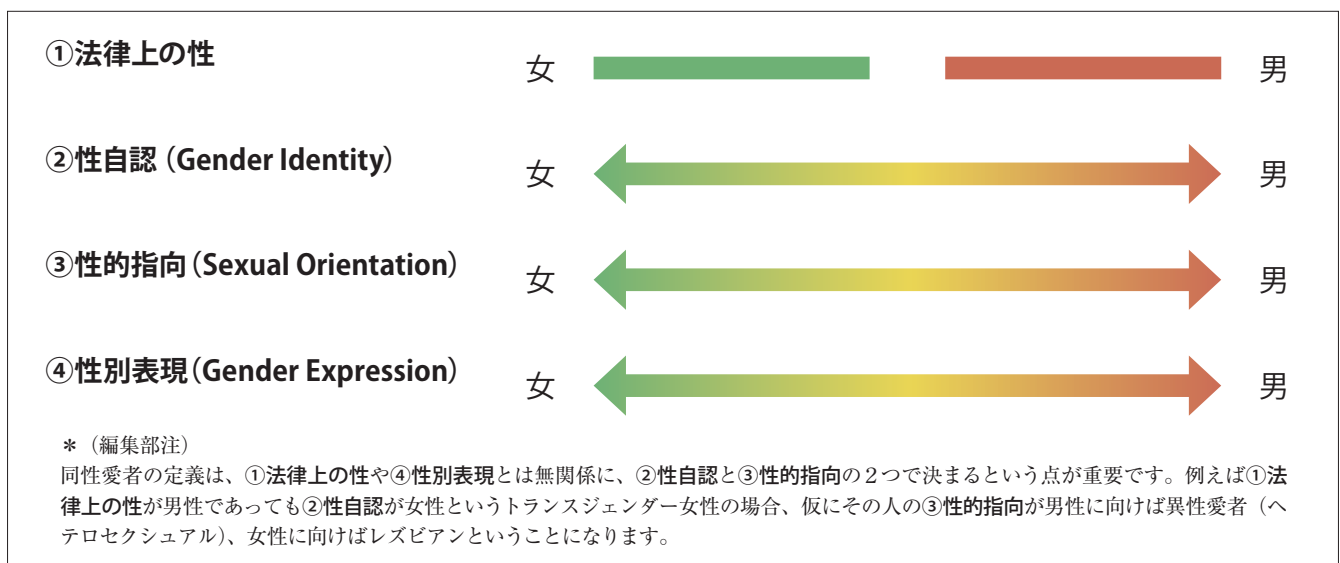 ①法律上の性
女 男
②性自認（Gender Identity）
女 男
③性的指向（Sexual Orientation）
女 男
④性別表現（Gender Expression）
女 男
＊（編集部注）
同性愛者の定義は、①法律上の性や④性別表現とは無関係に、②性自認と③性的指向の２つで決まるという点が重要です。例えば①法
律上の性が男性であっても②性自認が女性というトランスジェンダー女性の場合、仮にその人の③性的指向が男性に向けば異性愛者（ヘ
テロセクシュアル）、女性に向けばレズビアンということになります。